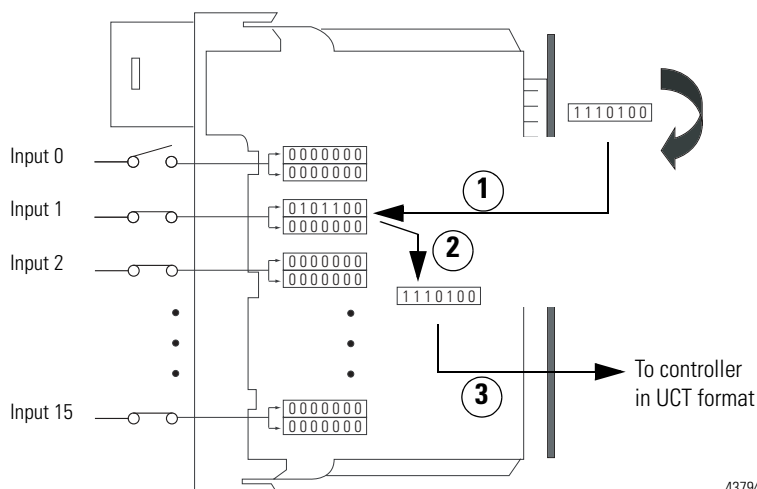 1110100
Input 0
0000000
0000000
1
Input 1
0101100
0000000
2
Input 2
0000000
0000000
1110100
To controller
in UCT format
3
Input 15
0000000
0000000
4379